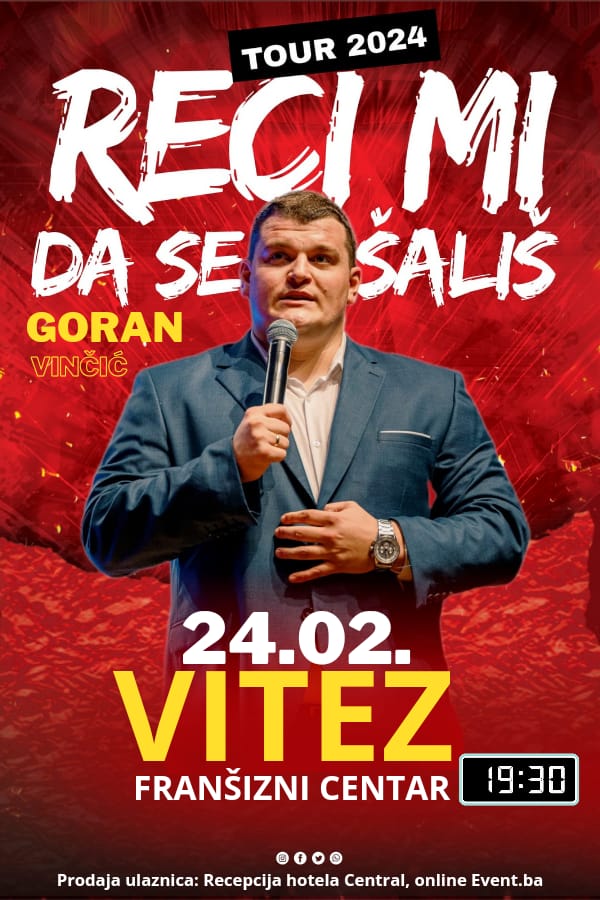 TOUR 2024
RECI MI
DA SE ŠALIŠ
GORAN
VINČIĆ
24.02.
VITEZ
FRANŠIZNI CENTAR 19:30
Prodaja ulaznica: Recepcija hotela Central, online Event.ba